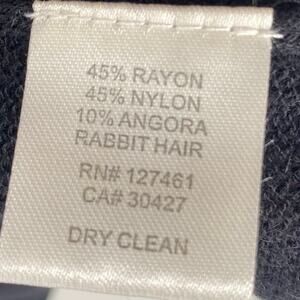 45% RAYON
45% NYLON
10% ANGORA
RABBIT HAIR
RN# 127461
CA# 30427
DRY CLEAN